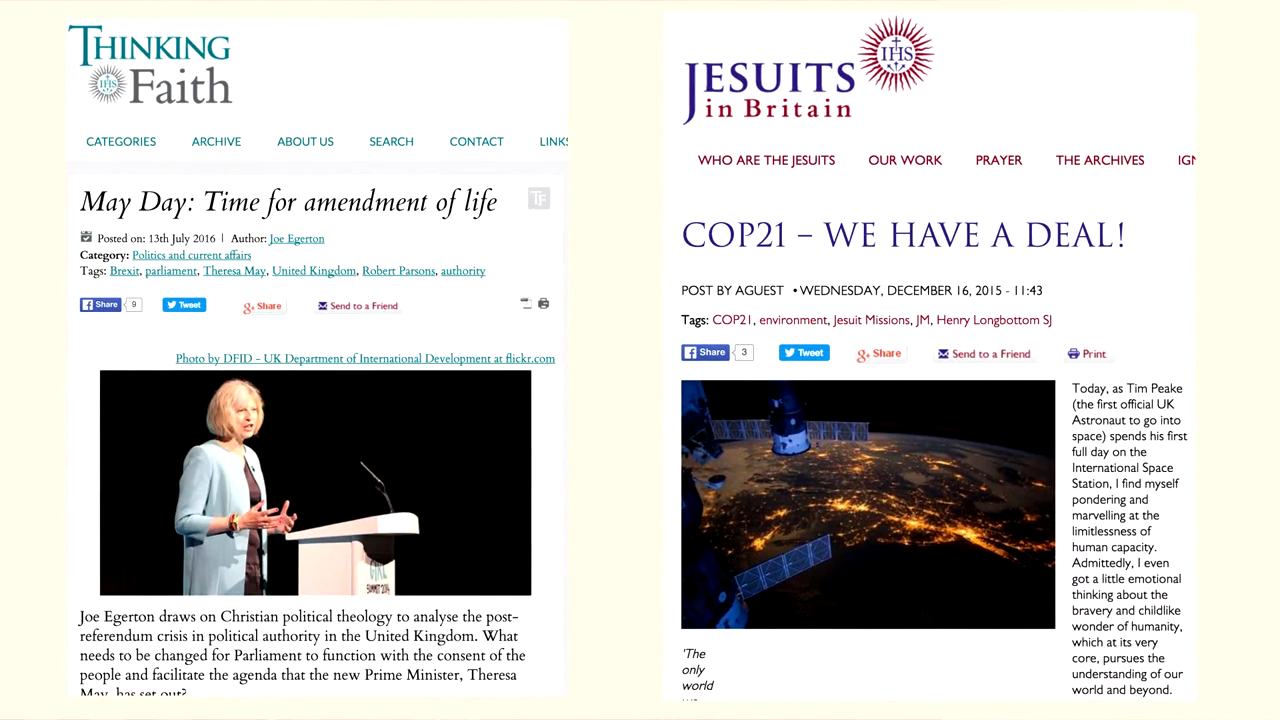 THINKING
IHS
Faith
CATEGORIES ARCHIVE ABOUT US SEARCH CONTACT LINKS
May Day: Time for amendment of life
TF
Posted on: 13th July 2016 | Author: Joe Egerton
Category: Politics and current affairs
Tags: Brexit, parliament, Theresa May, United Kingdom, Robert Parsons, authority
Share 9 Tweet Share Send to a Friend
Photo by DFID - UK Department of International Development at flickr.com
SUMMIT 2014
Joe Egerton draws on Christian political theology to analyse the post-
referendum crisis in political authority in the United Kingdom. What
needs to be changed for Parliament to function with the consent of the
people and facilitate the agenda that the new Prime Minister, Theresa
May, has set out?
IHS
JESUITS
in Britain
WHO ARE THE JESUITS OUR WORK PRAYER THE ARCHIVES IGN
COP21 – WE HAVE A DEAL!
POST BY AGUEST • WEDNESDAY, DECEMBER 16, 2015 - 11:43
Tags: COP21, environment, Jesuit Missions, JM, Henry Longbottom SJ
Share 3 Tweet Share Send to a Friend Print
Today, as Tim Peake
(the first official UK
Astronaut to go into
space) spends his first
full day on the
International Space
Station, I find myself
pondering and
marvelling at the
limitlessness of
human capacity.
Admittedly, I even
got a little emotional
thinking about the
bravery and childlike
wonder of humanity,
which at its very
core, pursues the
understanding of our
world and beyond.
'The
only
world